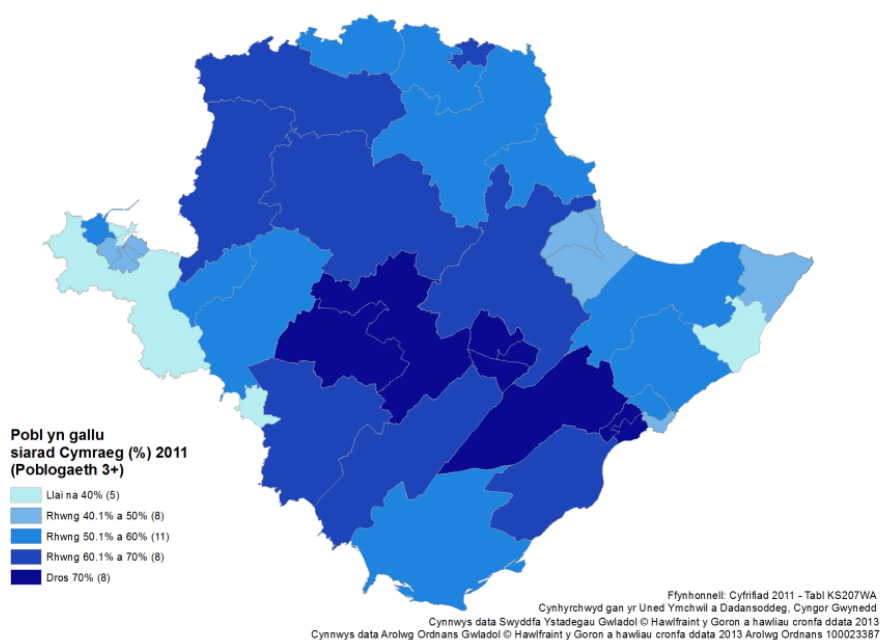 Pobl yn gallu
siarad Cymraeg (%) 2011
(Poblogaeth 3+)
Llai na 40% (5)
Rhwng 40.1% a 50% (8)
Rhwng 50.1% a 60% (11)
Rhwng 60.1% a 70% (8)
Dros 70% (8)
Ffynhonnell: Cyfrifiad 2011 - Tabl KS207WA
Cynhyrchwyd gan yr Uned Ymchwil a Dadansoddeg, Cyngor Gwynedd
Cynnwys data Swyddfa Ystadegau Gwladol © Hawlfraint y Goron a hawliau cronfa ddata 2013
Cynnwys data Arolwg Ordnans Gwladol © Hawlfraint y Goron a hawliau cronfa ddata 2013 Arolwg Ordnans 100023387